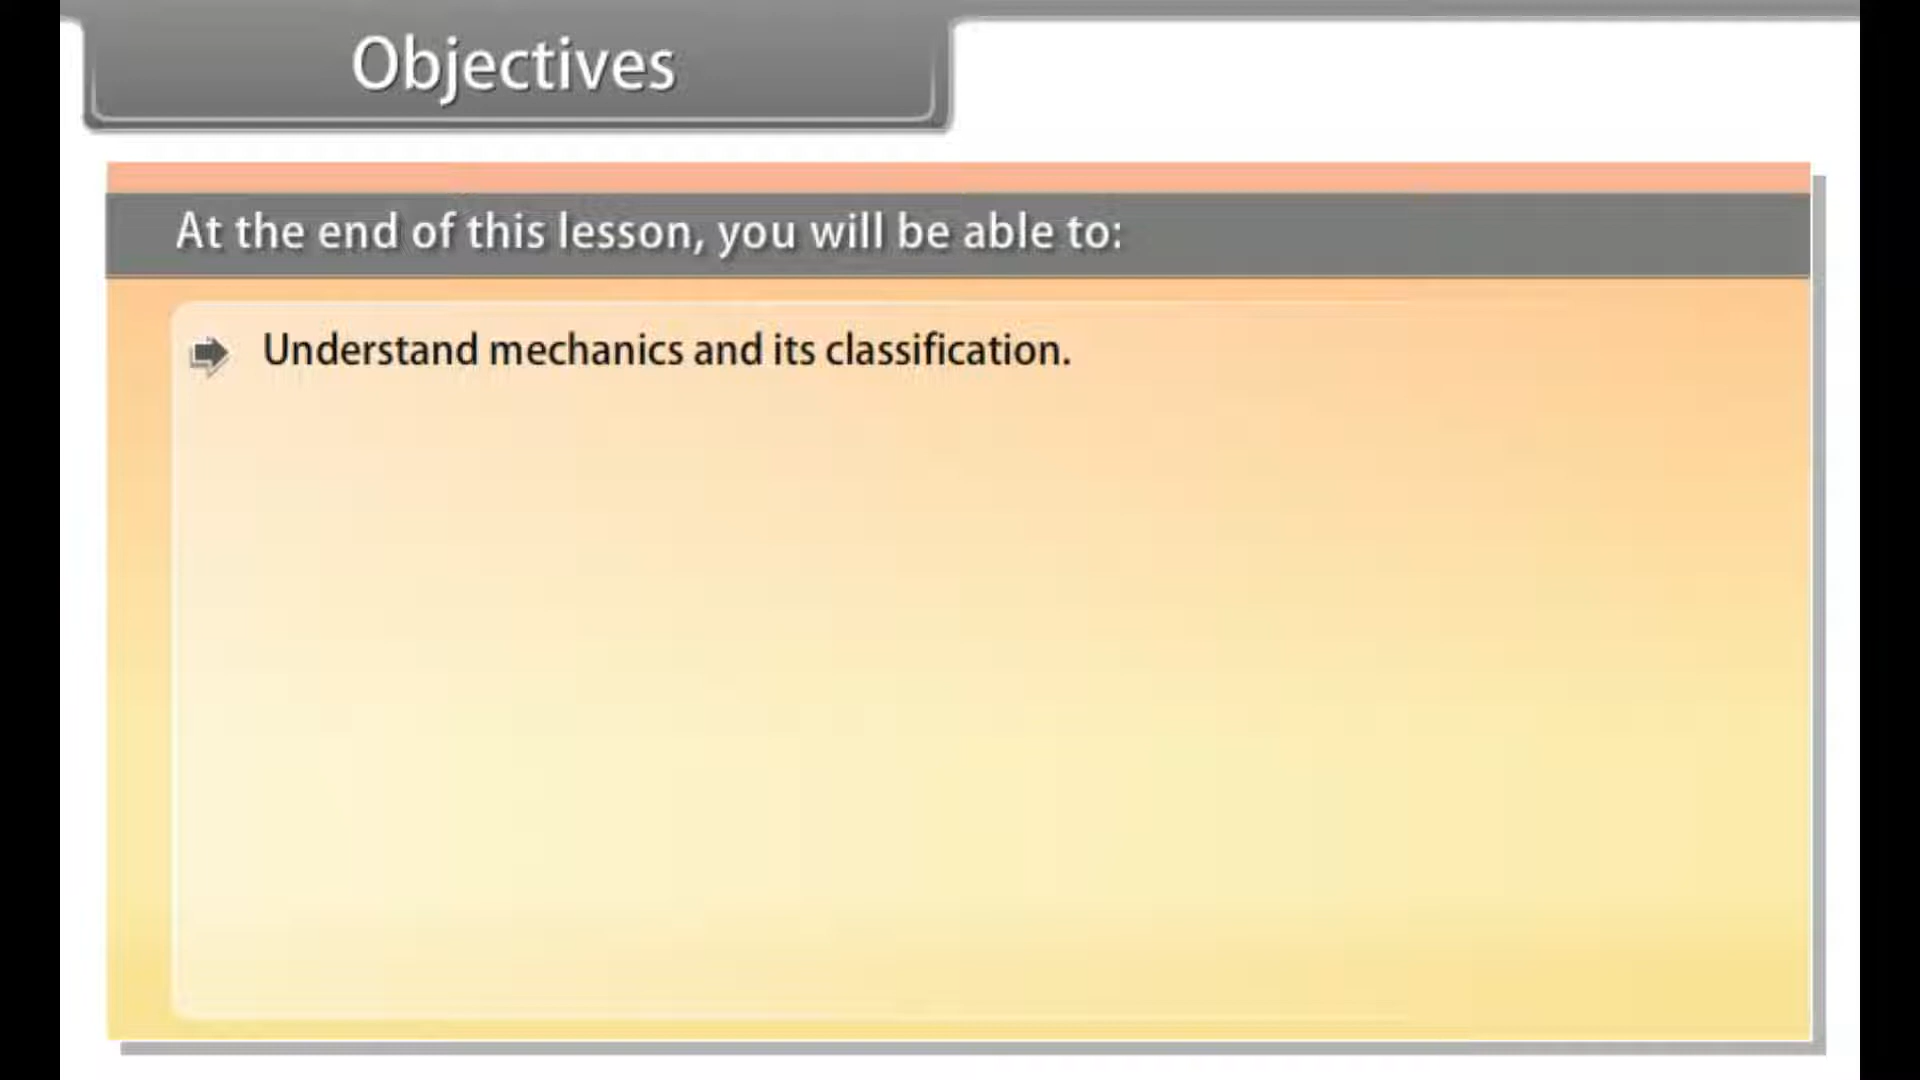 Objectives
At the end of this lesson, you will be able to:
Understand mechanics and its classification.